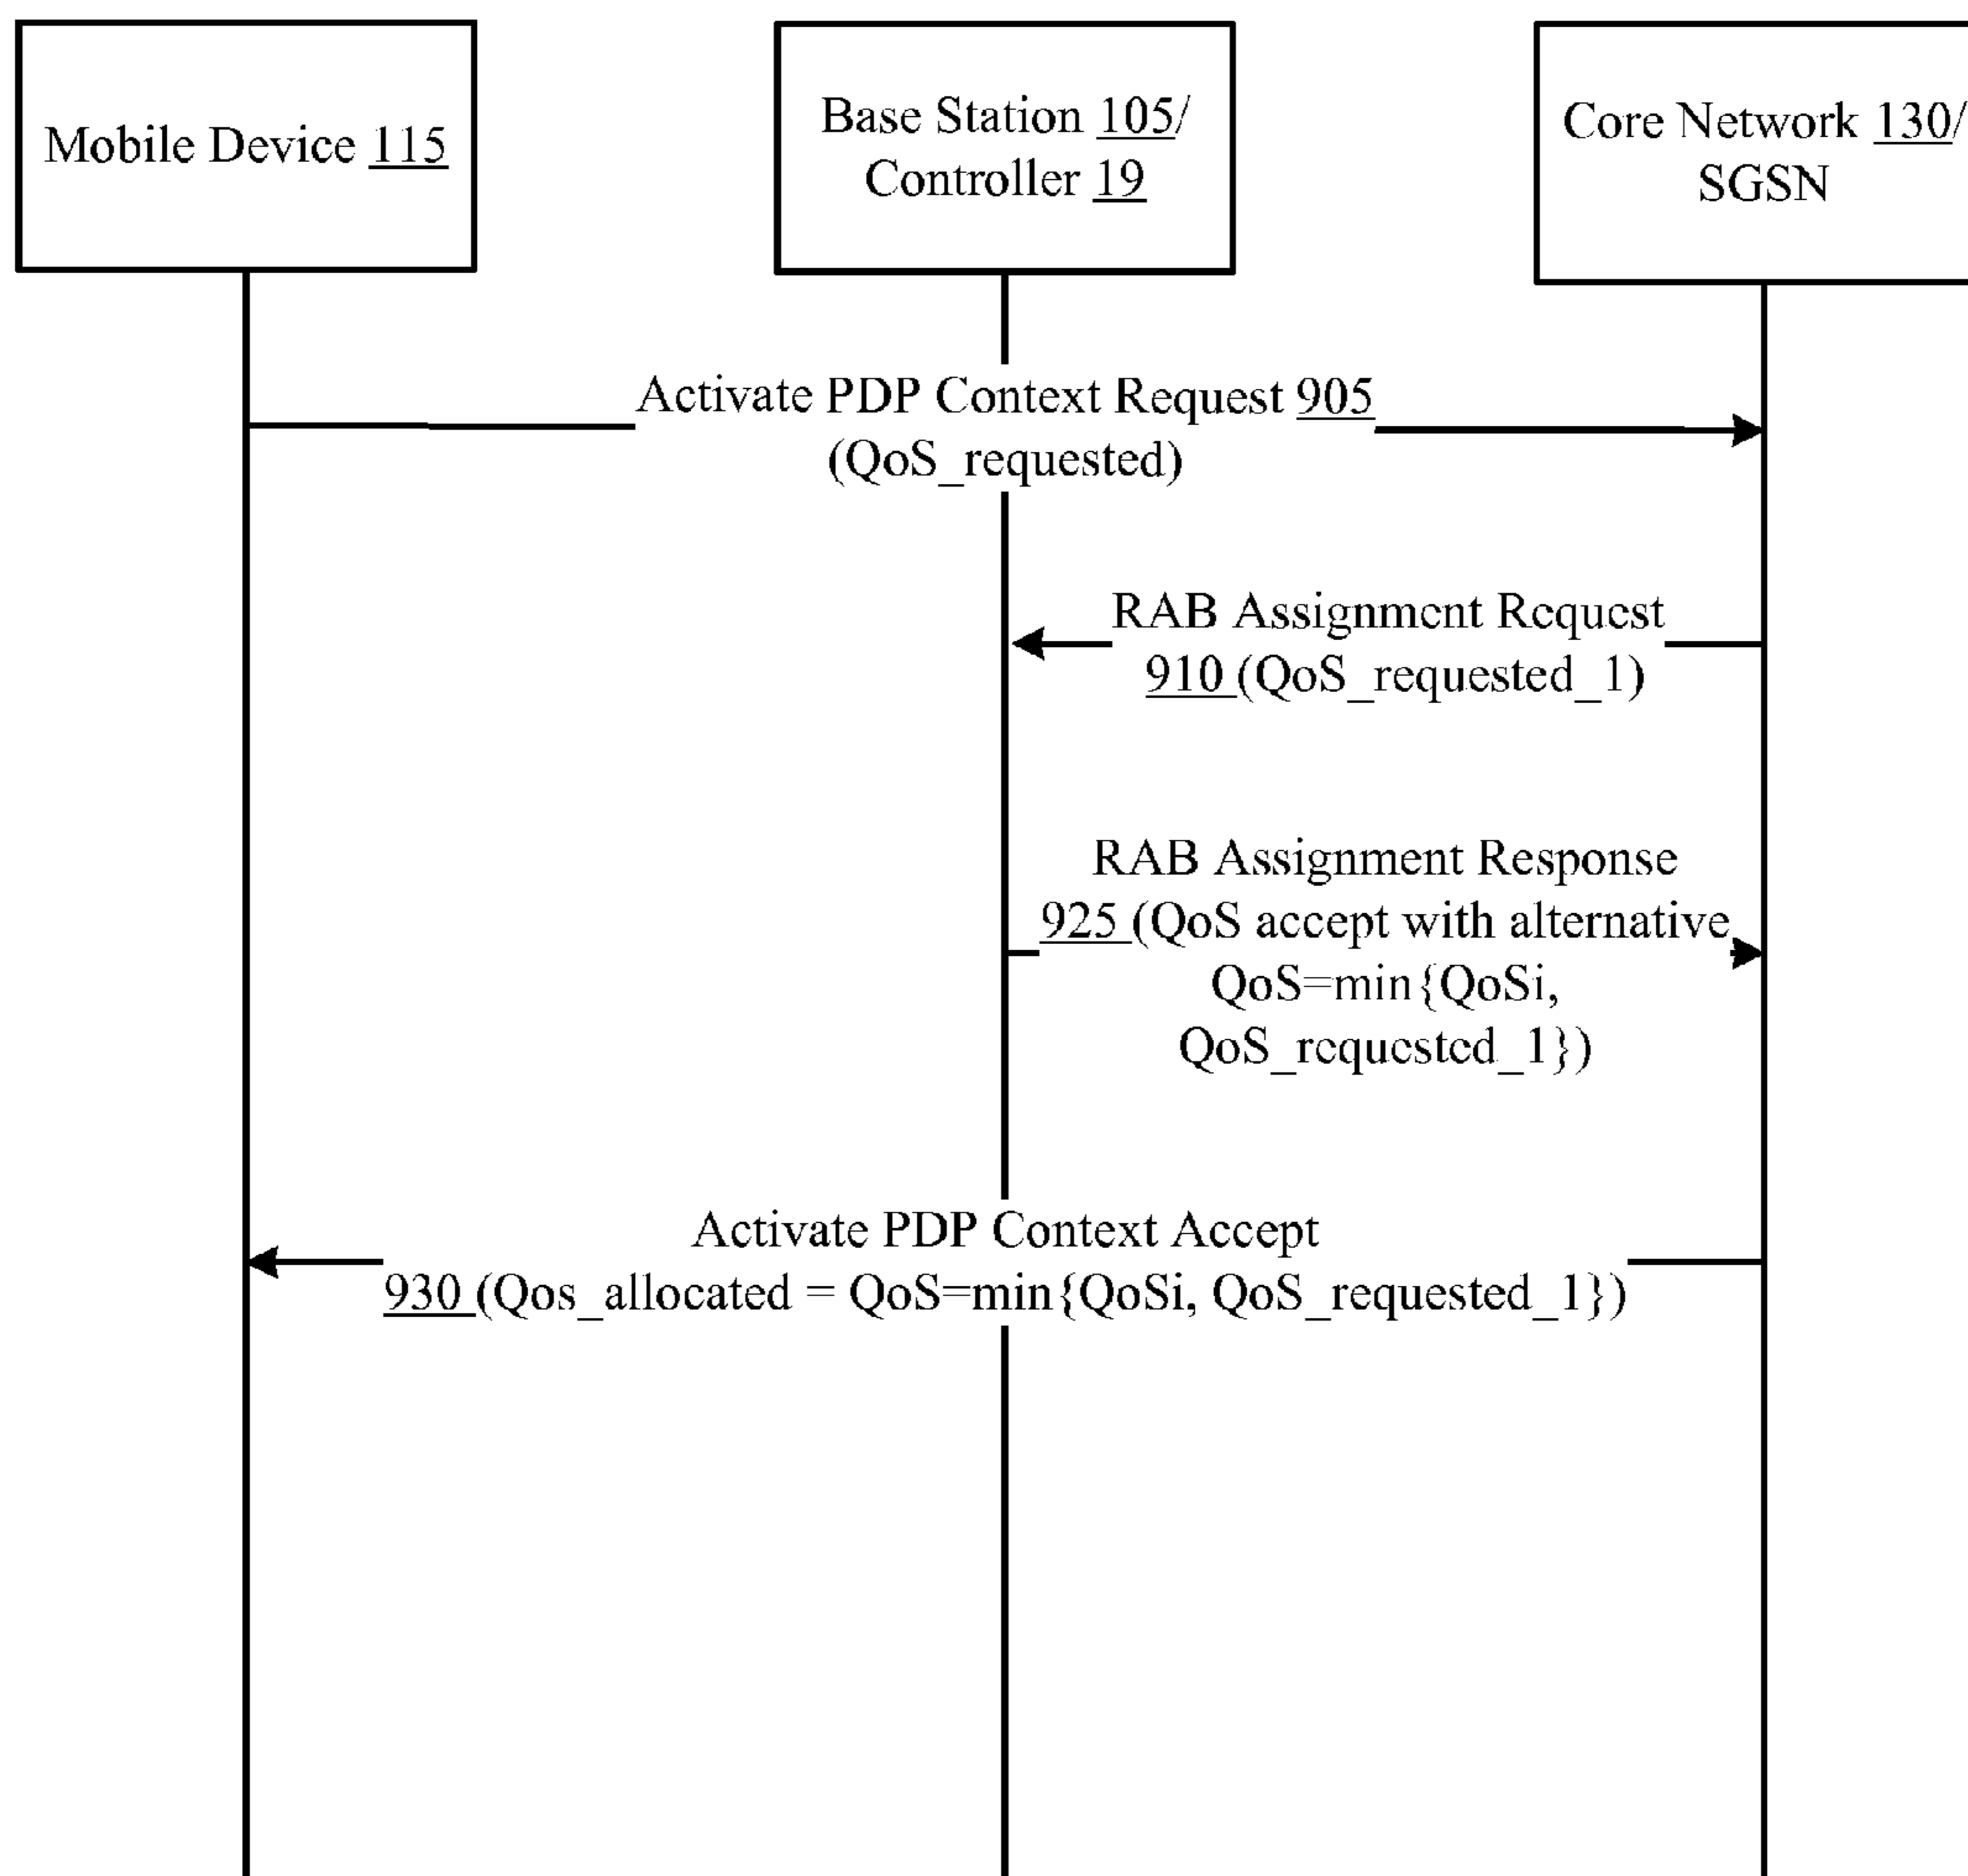 Mobile Device 115
Base Station 105/
Controller 19
Core Network 130/
SGSN
Activate PDP Context Request 905
(QoS_requested)
RAB Assignment Request
910 (QoS_requested_1)
RAB Assignment Response
925 (QoS accept with alternative
QoS=min{QoSi,
QoS_requested_1})
Activate PDP Context Accept
930 (Qos_allocated = QoS=min{QoSi, QoS_requested_1})